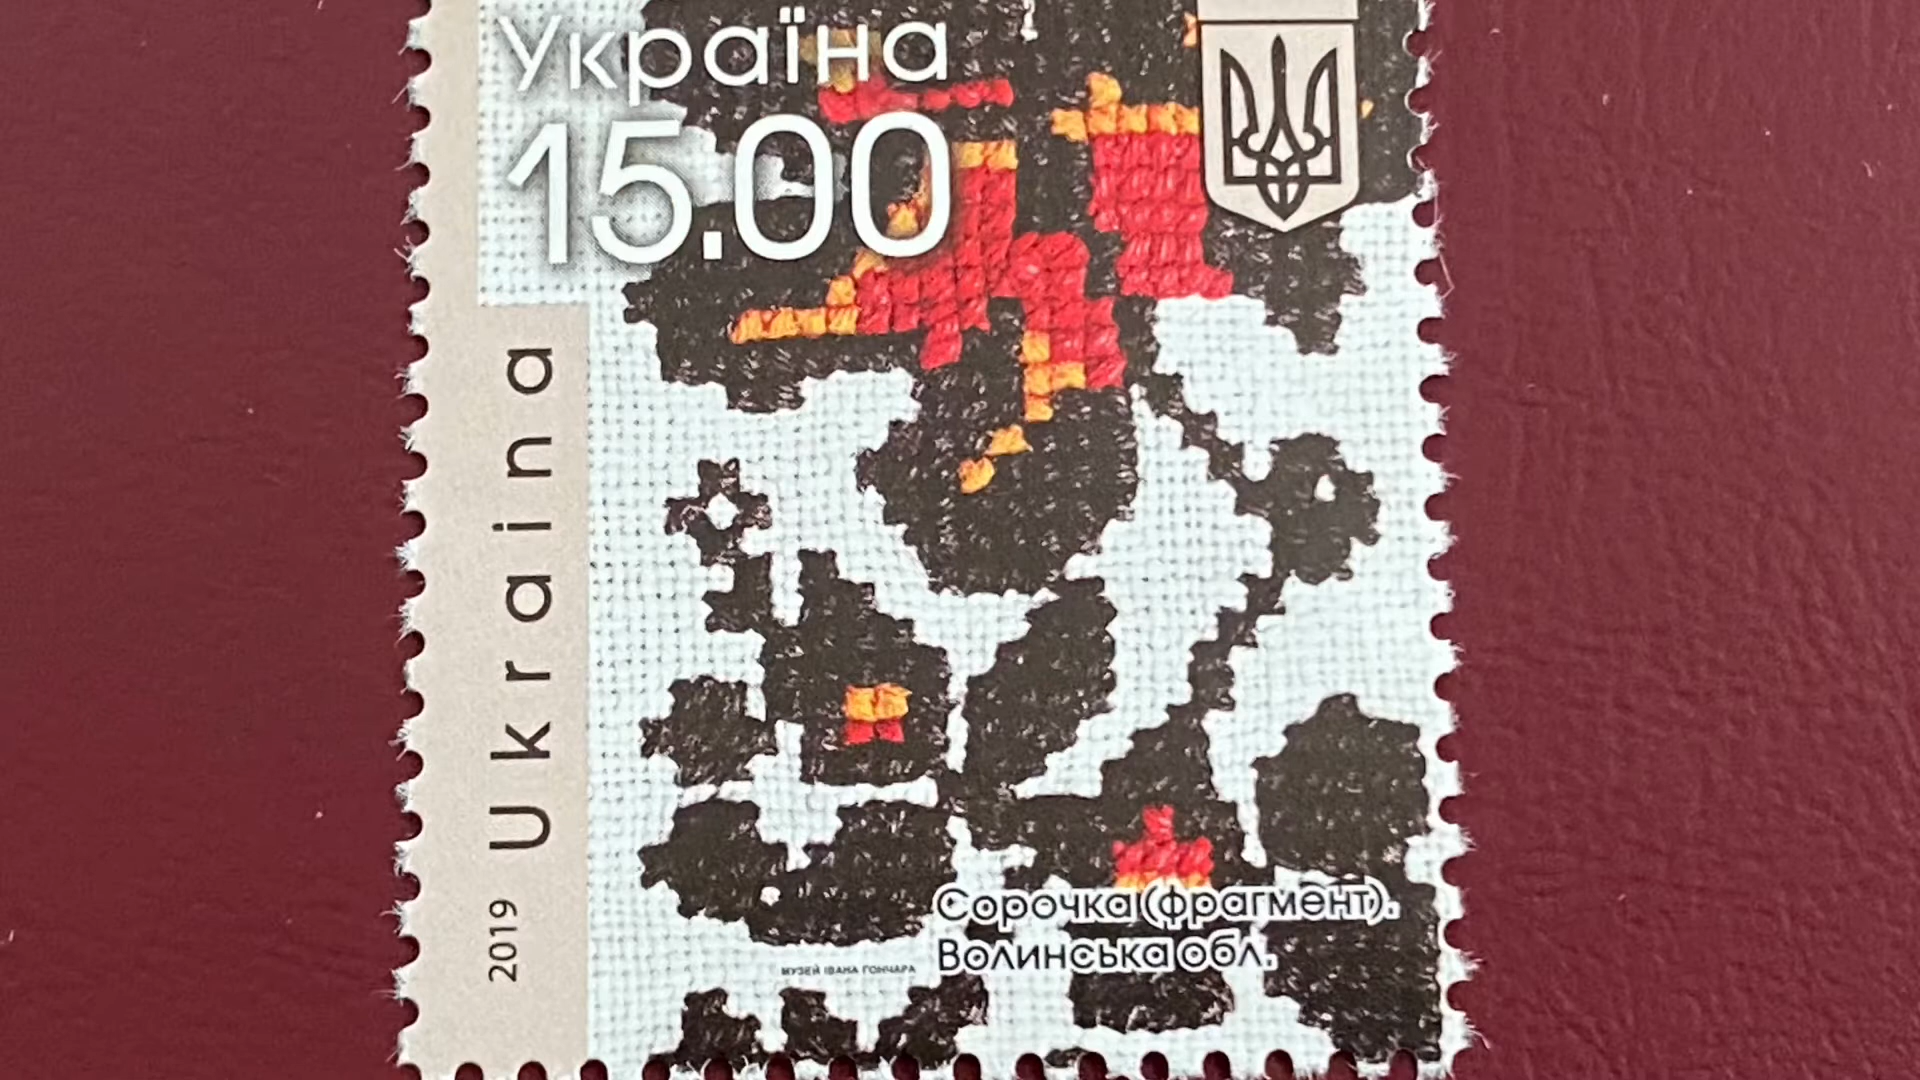 Україна
15.00
Ukraina
2019
Сорочка (фрагмент).
Волинська обл.
МУЗЕЙ ІВАНА ГОНЧАРА